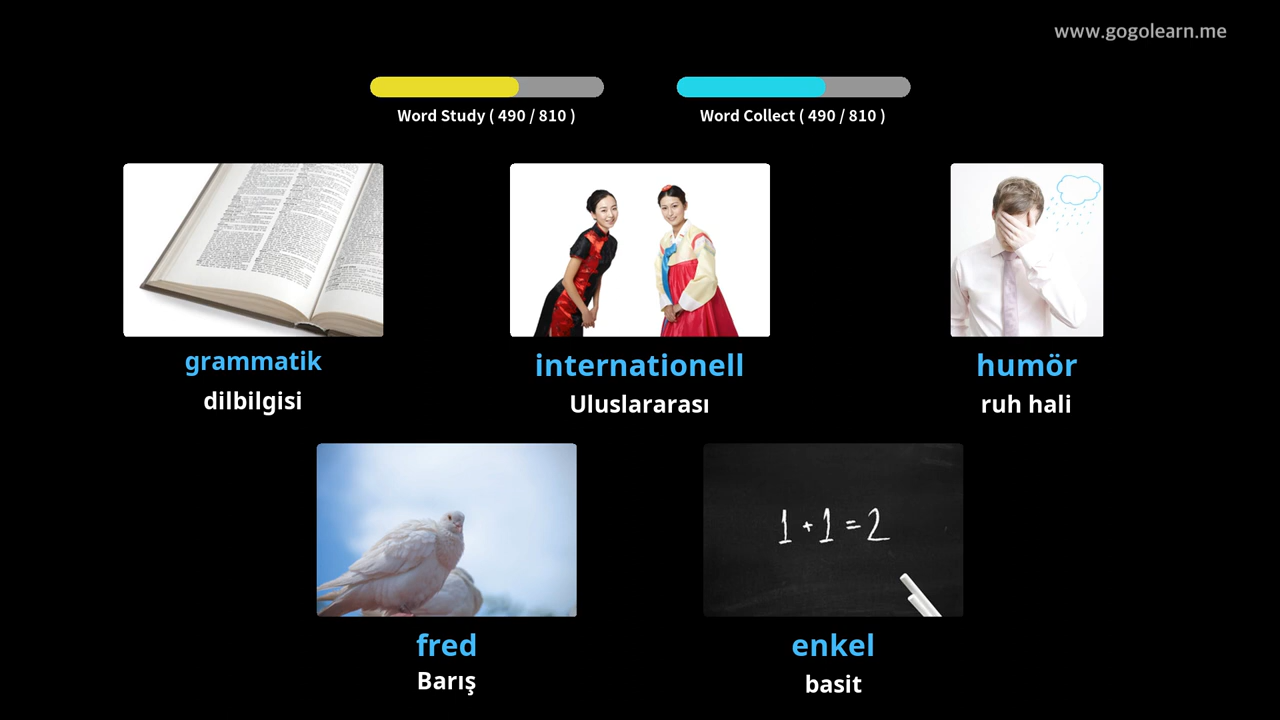 www.gogolearn.me
Word Study ( 490 / 810 )
Word Collect ( 490 / 810 )
grammatik
dilbilgisi
internationell
Uluslararası
humör
ruh hali
1 + 1 = 2
fred
Barış
enkel
basit